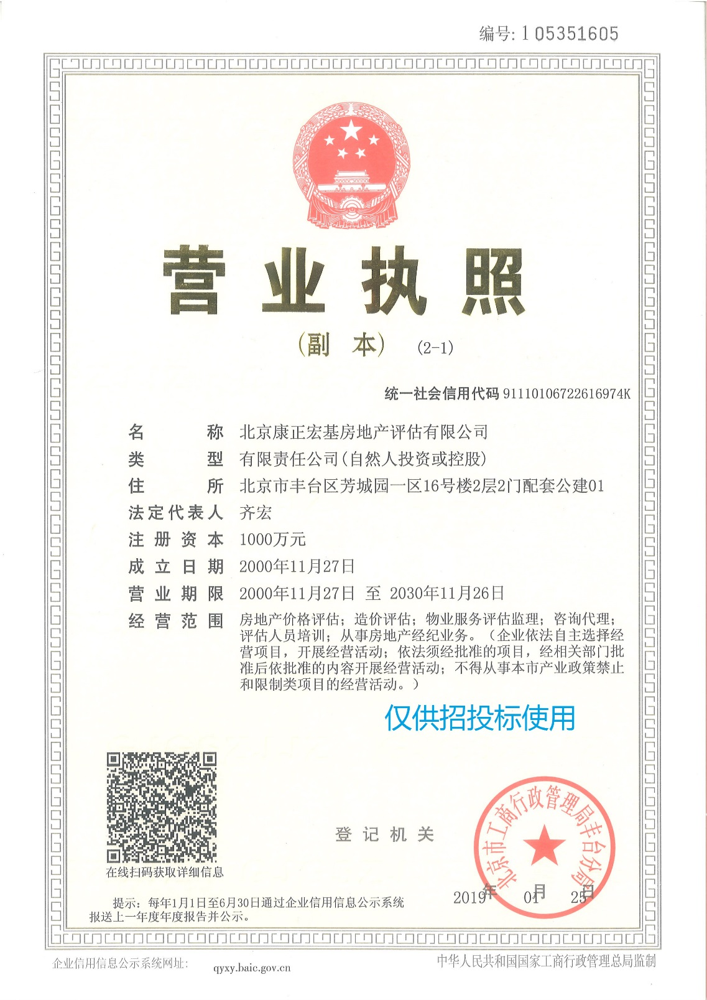 编号: 1 05351605
营业执照
(副 本) (2-1)
统一社会信用代码 91110106722616974K
名称 北京康正宏基房地产评估有限公司
类型 有限责任公司(自然人投资或控股)
住所 北京市丰台区芳城园一区16号楼2层2门配套公建01
法定代表人 齐宏
注册资本 1000万元
成立日期 2000年11月27日
营业期限 2000年11月27日 至 2030年11月26日
经营范围 房地产价格评估；造价评估；物业服务评估监理；咨询代理；
评估人员培训；从事房地产经纪业务。（企业依法自主选择经
营项目，开展经营活动；依法须经批准的项目，经相关部门批
准后依批准的内容开展经营活动；不得从事本市产业政策禁止
和限制类项目的经营活动。）
仅供招投标使用
在线扫码获取详细信息
登记机关
北京市工商行政管理局丰台分局
2019年 01月 25日
提示：每年1月1日至6月30日通过企业信用信息公示系统
报送上一年度年度报告并公示。
企业信用信息公示系统网址: qyxy.baic.gov.cn
中华人民共和国国家工商行政管理总局监制